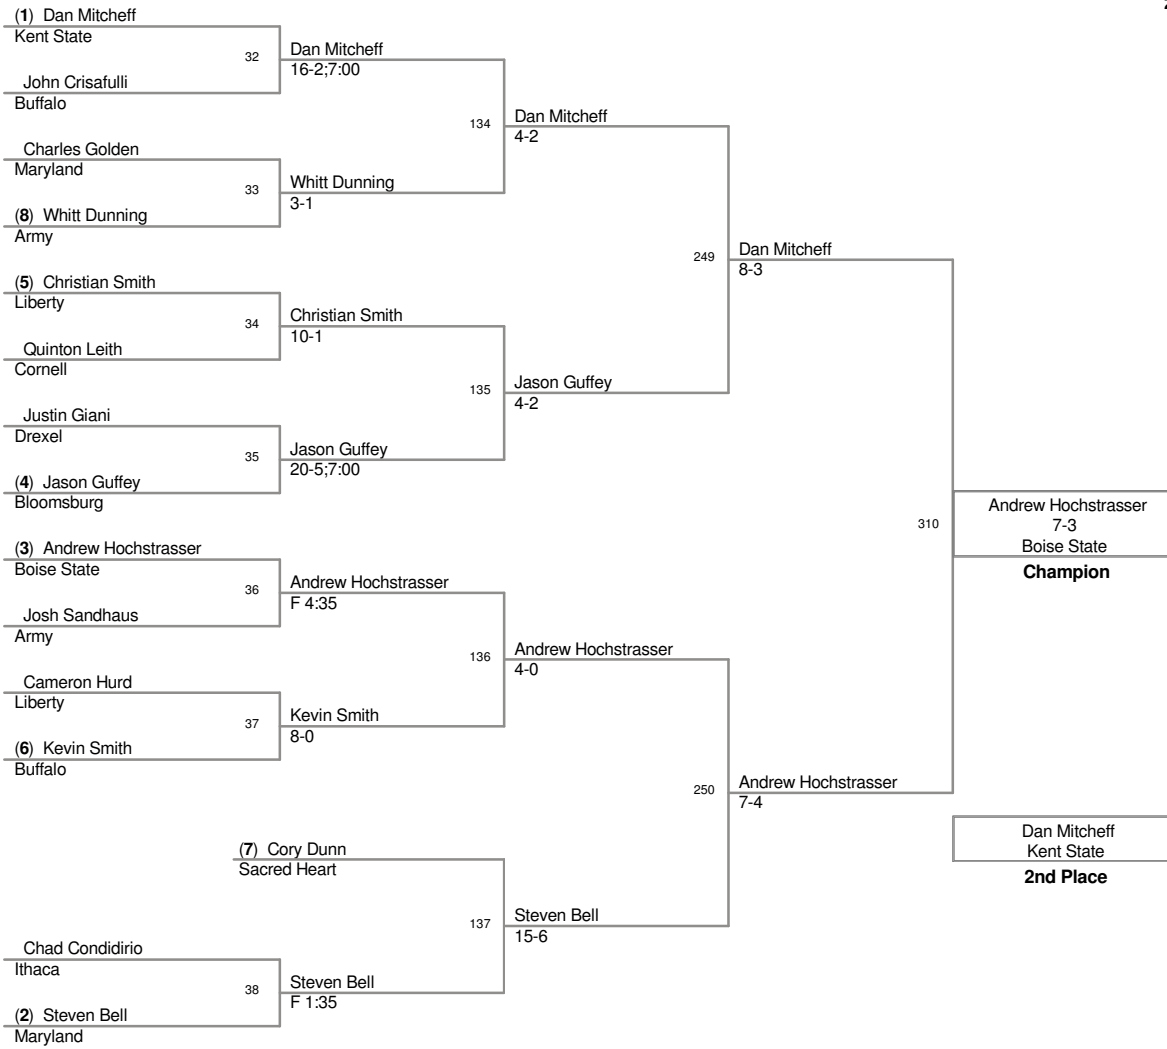 (1) Dan Mitcheff
Kent State
32
John Crisafulli
Buffalo
Dan Mitcheff
16-2;7:00
Charles Golden
Maryland
33
(8) Whitt Dunning
Army
Whitt Dunning
3-1
134
Dan Mitcheff
4-2
(5) Christian Smith
Liberty
34
Quinton Leith
Cornell
Christian Smith
10-1
Justin Giani
Drexel
35
(4) Jason Guffey
Bloomsburg
Jason Guffey
20-5;7:00
135
Jason Guffey
4-2
249
Dan Mitcheff
8-3
(3) Andrew Hochstrasser
Boise State
36
Josh Sandhaus
Army
Andrew Hochstrasser
F 4:35
Cameron Hurd
Liberty
37
(6) Kevin Smith
Buffalo
Kevin Smith
8-0
136
Andrew Hochstrasser
4-0
(7) Cory Dunn
Sacred Heart
Chad Condidirio
Ithaca
38
(2) Steven Bell
Maryland
Steven Bell
F 1:35
137
Steven Bell
15-6
250
Andrew Hochstrasser
7-4
310
Andrew Hochstrasser
7-3
Boise State
Champion
Dan Mitcheff
Kent State
2nd Place